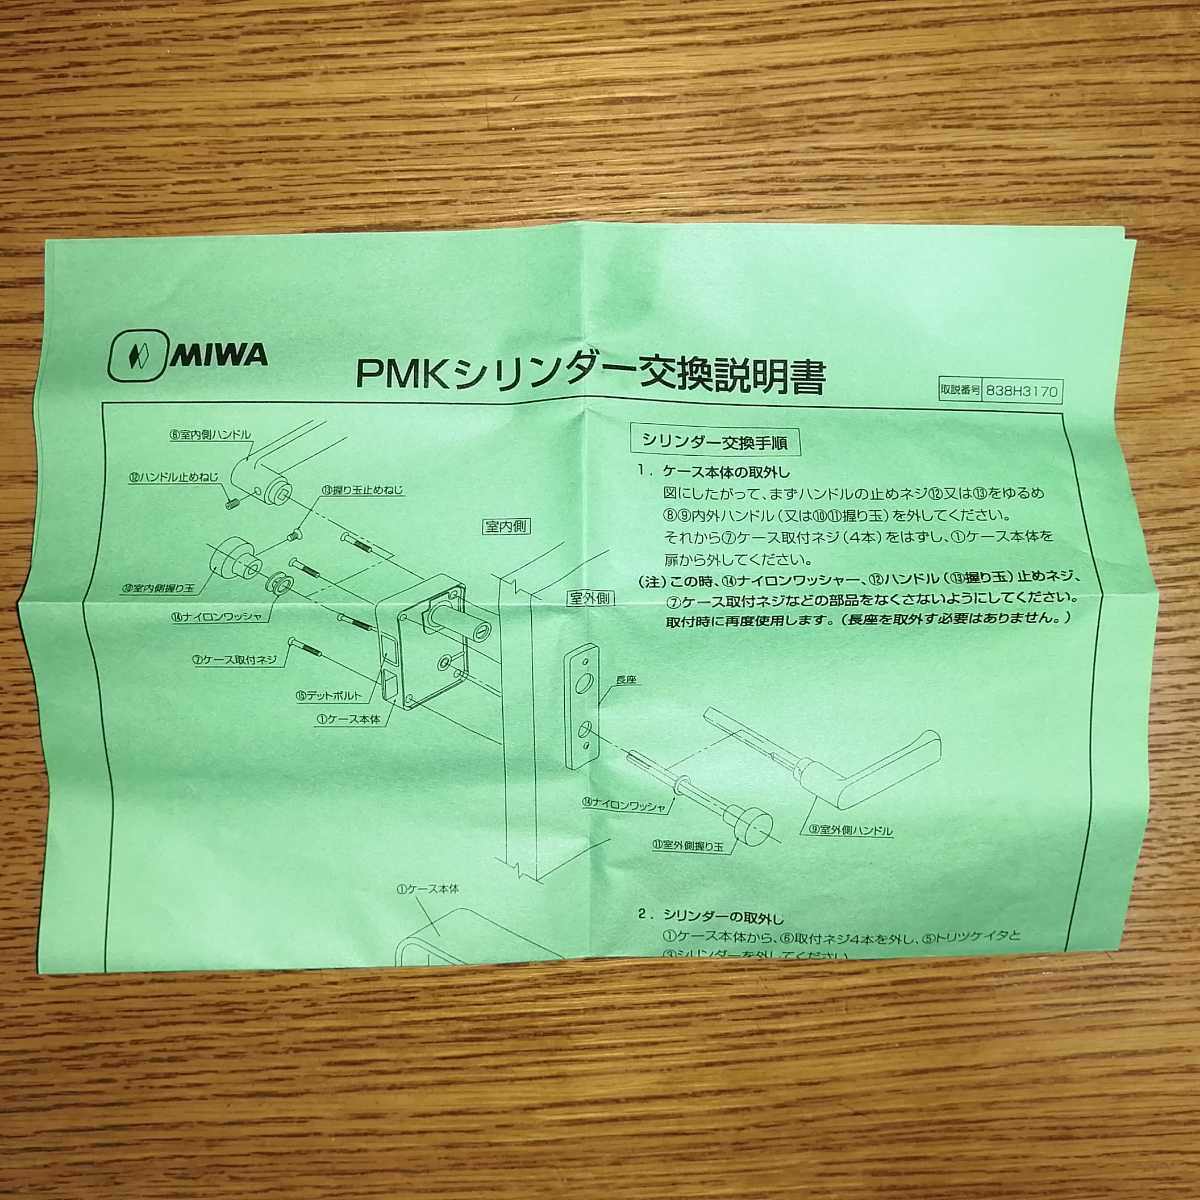 MIWA
PMKシリンダー交換説明書
取説番号 838H3170
⑧室内側ハンドル
⑫ハンドル止めねじ
⑬握り玉止めねじ
室内側
⑩室内側握り玉
⑭ナイロンワッシャ
⑦ケース取付ネジ
⑮デットボルト
①ケース本体
室外側
長座
⑭ナイロンワッシャ
⑪室外側握り玉
⑨室外側ハンドル
①ケース本体
シリンダー交換手順
1．ケース本体の取外し
図にしたがって、まずハンドルの止めネジ⑫又は⑬をゆるめ
⑧⑨内外ハンドル（又は⑩⑪握り玉）を外してください。
それから⑦ケース取付ネジ（4本）をはずし、①ケース本体を
扉から外してください。
（注）この時、⑭ナイロンワッシャー、⑫ハンドル（⑬握り玉）止めネジ、
⑦ケース取付ネジなどの部品をなくさないようにしてください。
取付時に再度使用します。（長座を取外す必要はありません。）
2．シリンダーの取外し
①ケース本体から、⑥取付ネジ4本を外し、⑤トリツケイタと
③シリンダーを外してください